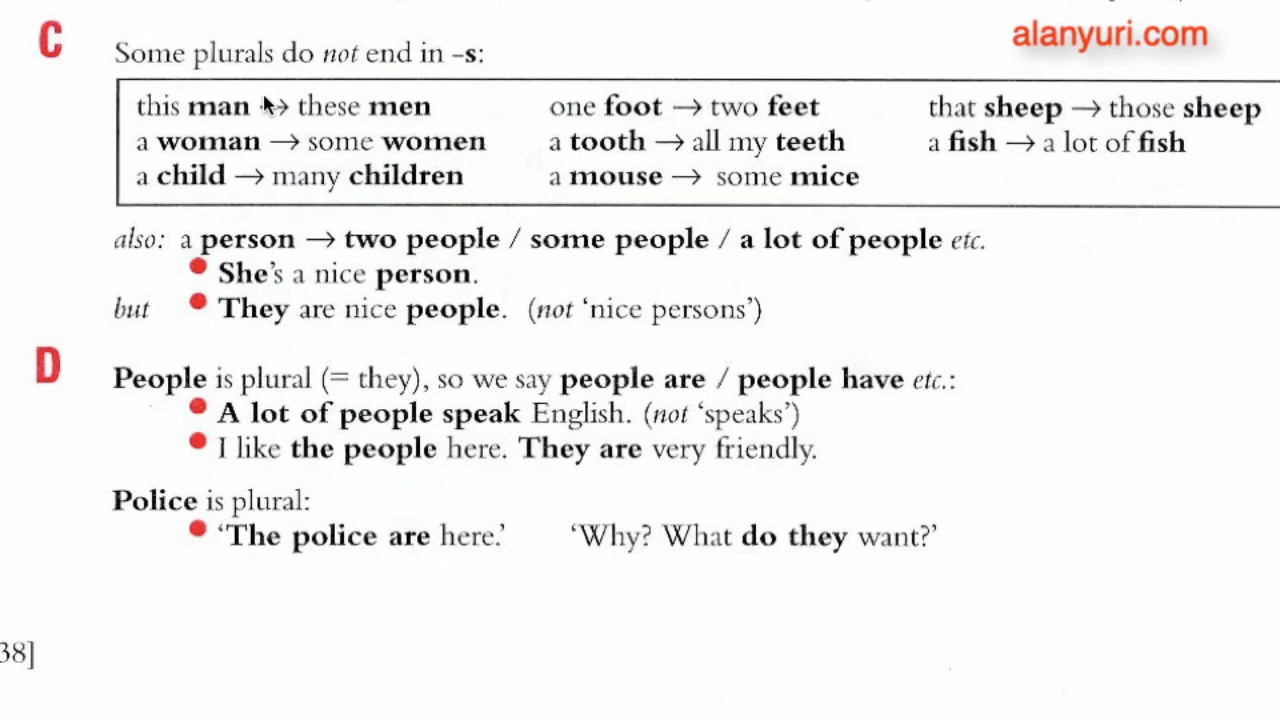 alanyuri.com
C
Some plurals do not end in –s:
this man → these men
a woman → some women
a child → many children
one foot → two feet
a tooth → all my teeth
a mouse → some mice
that sheep → those sheep
a fish → a lot of fish
also: a person → two people / some people / a lot of people etc.
• She's a nice person.
but • They are nice people. (not 'nice persons')
D
People is plural (= they), so we say people are / people have etc.:
• A lot of people speak English. (not 'speaks')
• I like the people here. They are very friendly.
Police is plural:
• 'The police are here.' 'Why? What do they want?'
38]